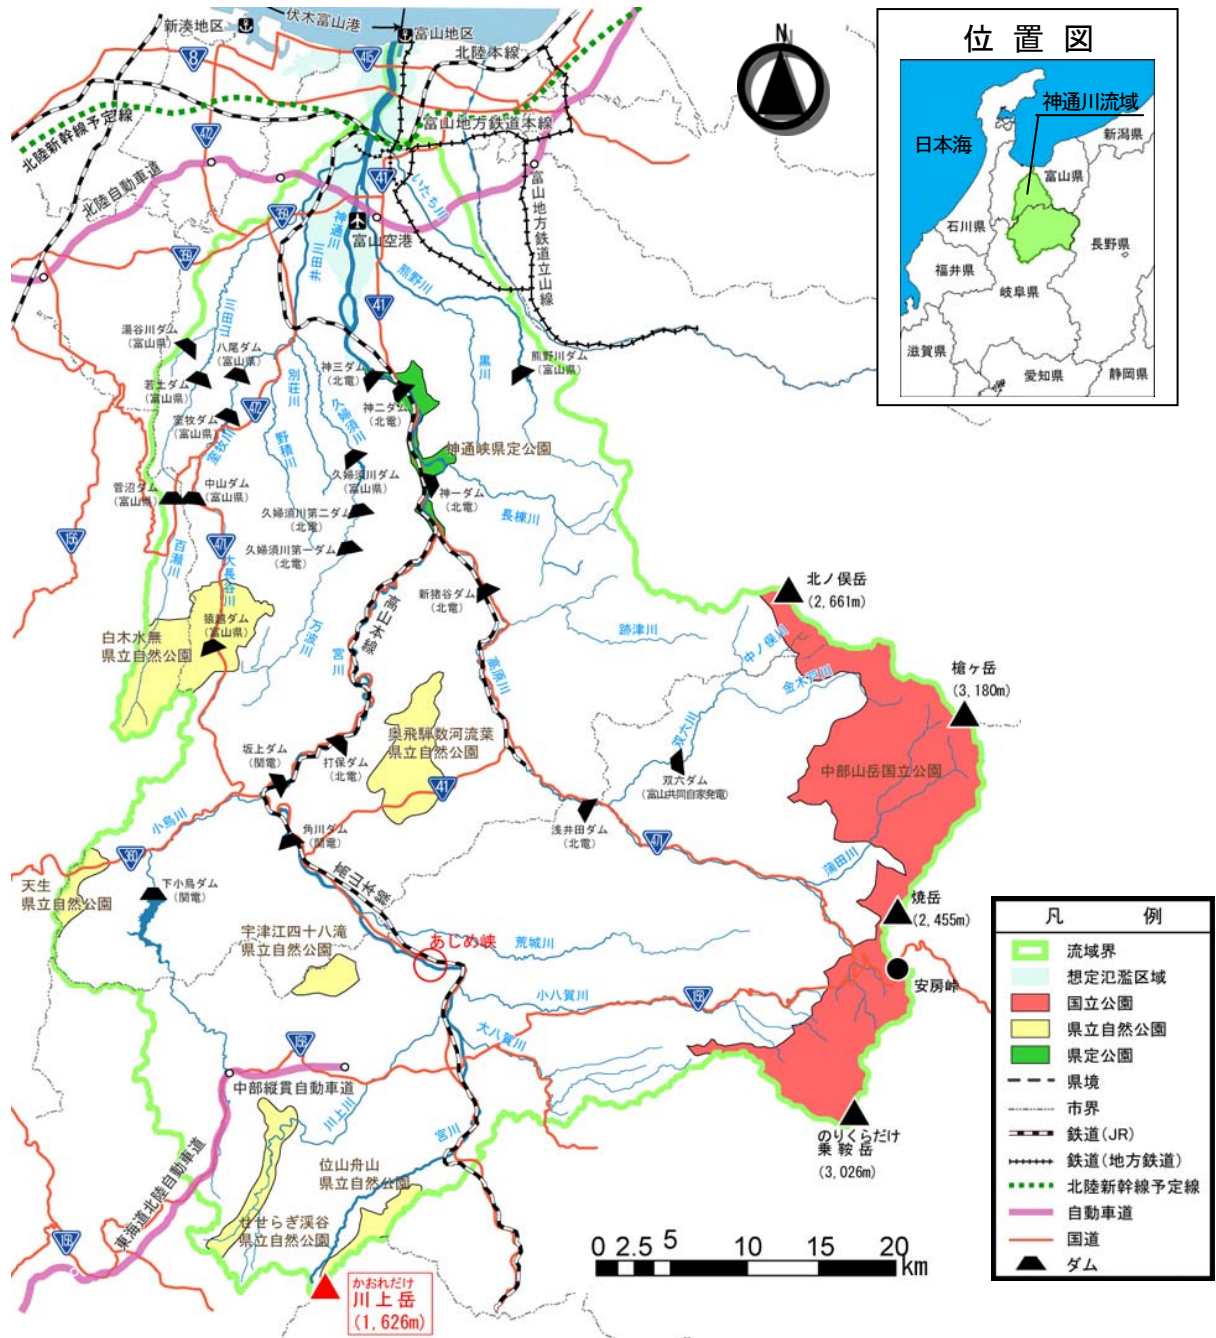 伏木富山港
新湊地区
富山地区
北陸本線
8
415
北陸新幹線予定線
472
富山地方鉄道本線
北陸自動車道
41
いたち川
富山地方鉄道立山線
359
神通川
富山空港
井田川
359
熊野川
41
山田川
湯谷川ダム
(富山県)
八尾ダム
(富山県)
若土ダム
(富山県)
別荘川
神三ダム
(北電)
久婦須川
神二ダム
(北電)
黒川
熊野川ダム
(富山県)
472
室牧ダム
(富山県)
室牧川
野積川
神通峡県定公園
久婦須川ダム
(富山県)
菅沼ダム
(富山県)
中山ダム
(富山県)
神一ダム
(北電)
久婦須川第二ダム
(北電)
長棟川
156
471
百瀬川
大長谷川
久婦須川第一ダム
(北電)
新猪谷ダム
(北電)
高山本線
猿越ダム
(富山県)
白木水無
県立自然公園
万波川
宮川
高原川
跡津川
中ノ俣川
金木戸川
北ノ俣岳
(2,661m)
槍ヶ岳
(3,180m)
双六川
坂上ダム
(関電)
打保ダム
(北電)
奥飛騨数河流葉
県立自然公園
41
双六ダム
(富山共同自家発電)
中部山岳国立公園
小鳥川
角川ダム
(関電)
浅井田ダム
(北電)
471
360
蒲田川
天生
県立自然公園
下小鳥ダム
(関電)
高山本線
焼岳
(2,455m)
宇津江四十八滝
県立自然公園
あじめ峡
荒城川
安房峠
小八賀川
158
大八賀川
158
中部縦貫自動車道
川上川
宮川
のりくらだけ
乗鞍岳
(3,026m)
位山舟山
県立自然公園
東海道北陸自動車道
せせらぎ渓谷
県立自然公園
158
かおれだけ
川上岳
(1,626m)
0 2.5 5 10 15 20
km
N
位置図
神通川流域
日本海
新潟県
富山県
石川県
長野県
福井県
岐阜県
滋賀県
愛知県
静岡県
凡 例
流域界
想定氾濫区域
国立公園
県立自然公園
県定公園
県境
市界
鉄道(JR)
鉄道(地方鉄道)
北陸新幹線予定線
自動車道
国道
ダム